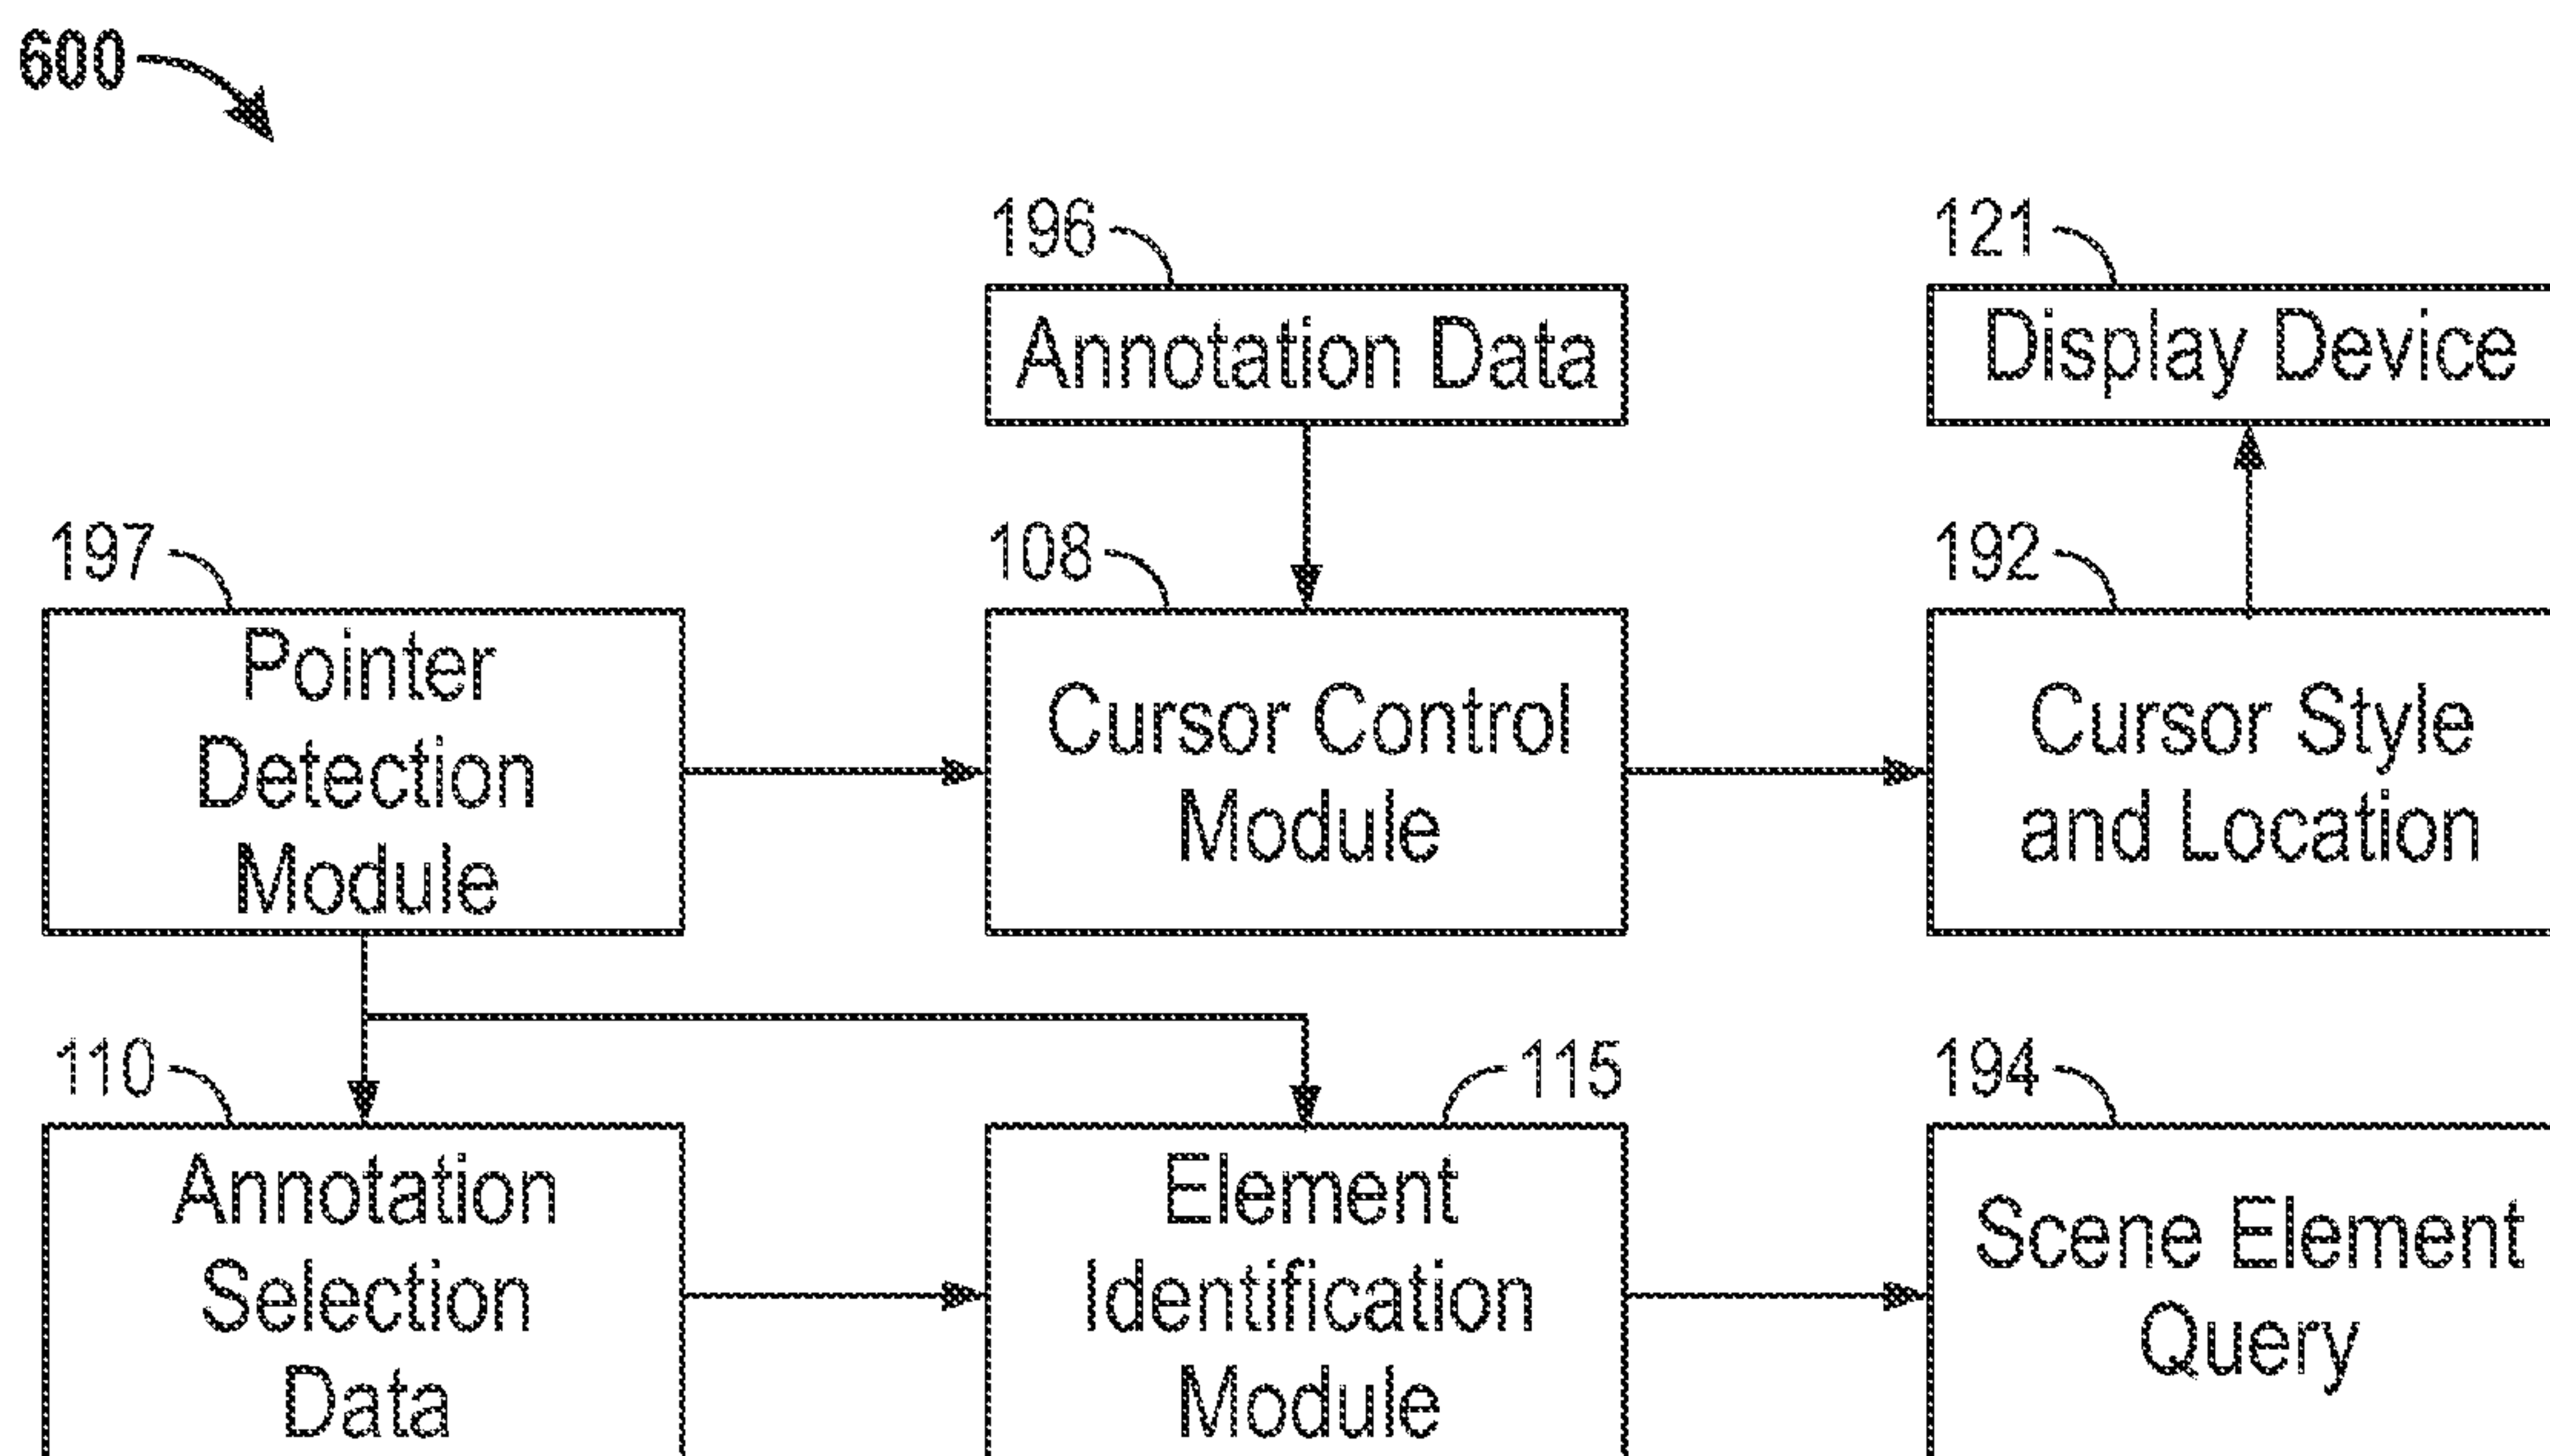 600
196
Annotation Data
121
Display Device
197
Pointer
Detection
Module
108
Cursor Control
Module
192
Cursor Style
and Location
110
Annotation
Selection
Data
115
Element
Identification
Module
194
Scene Element
Query